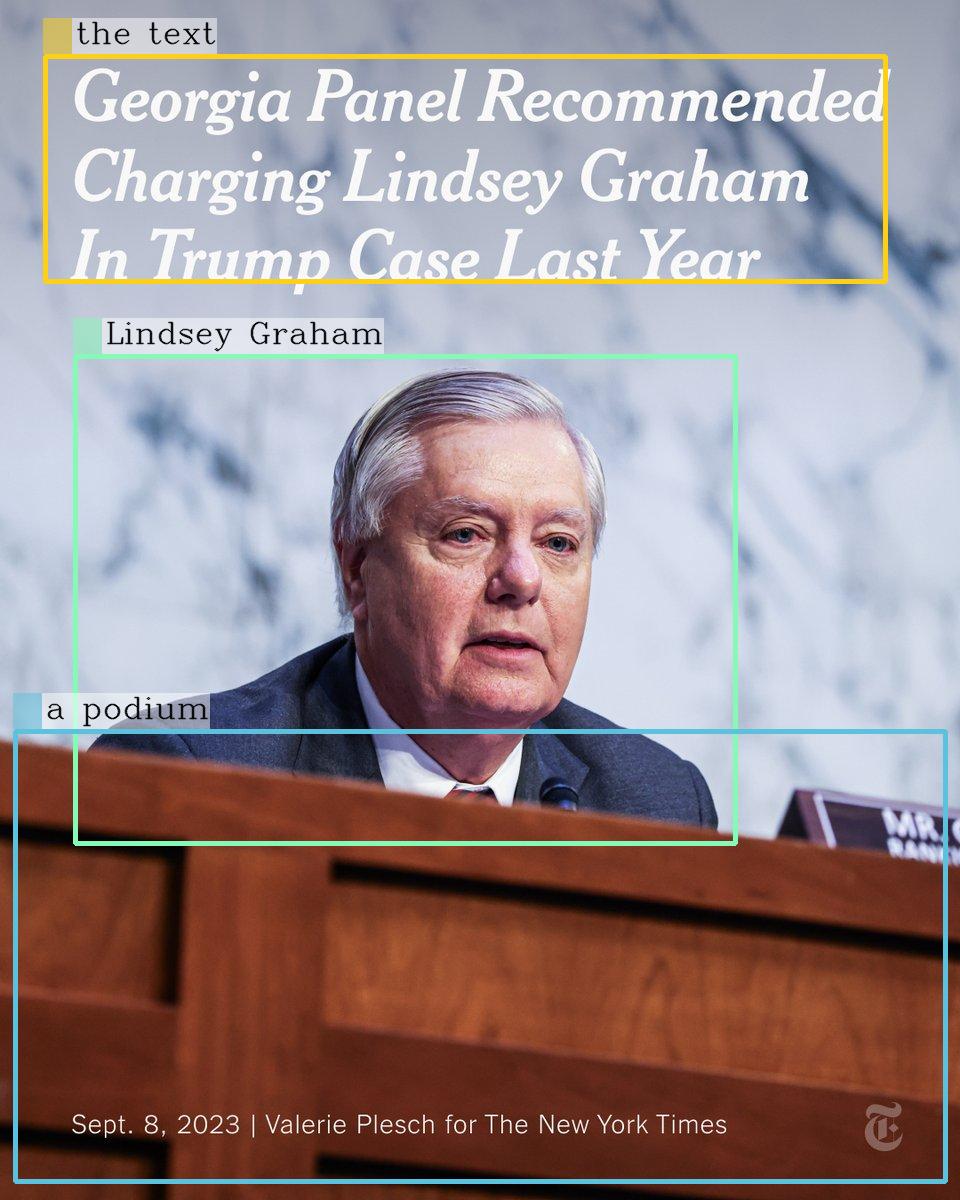 the text
Georgia Panel Recommended
Charging Lindsey Graham
In Trump Case Last Year
Lindsey Graham
a podium
MR.
Sept. 8, 2023 | Valerie Plesch for The New York Times